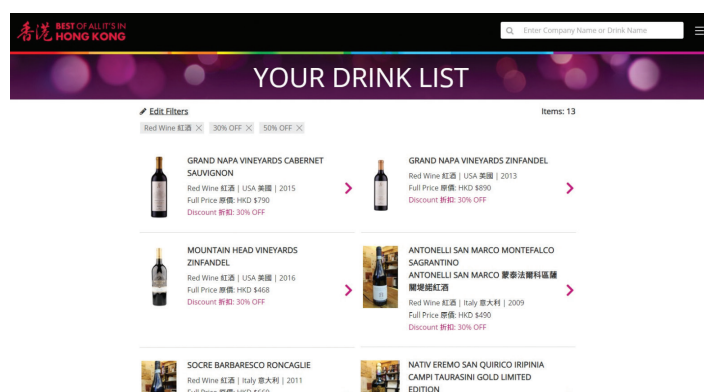 香港 BEST OF ALL IT'S IN
HONG KONG
Enter Company Name or Drink Name
YOUR DRINK LIST
Edit Filters
Items: 13
Red Wine 紅酒 × 30% OFF × 50% OFF ×
GRAND NAPA VINEYARDS CABERNET
SAUVIGNON
Red Wine 紅酒 | USA 美國 | 2015
Full Price 原價: HKD $790
Discount 折扣: 30% OFF
GRAND NAPA VINEYARDS ZINFANDEL
Red Wine 紅酒 | USA 美國 | 2013
Full Price 原價: HKD $890
Discount 折扣: 30% OFF
MOUNTAIN HEAD VINEYARDS
ZINFANDEL
Red Wine 紅酒 | USA 美國 | 2016
Full Price 原價: HKD $468
Discount 折扣: 30% OFF
ANTONELLI SAN MARCO MONTEFALCO
SAGRANTINO
ANTONELLI SAN MARCO 蒙泰法爾科區薩
關堤諾紅酒
Red Wine 紅酒 | Italy 意大利 | 2009
Full Price 原價: HKD $490
Discount 折扣: 30% OFF
SOCRE BARBARESCO RONCAGLIE
Red Wine 紅酒 | Italy 意大利 | 2011
Full Price 原價: HKD $660
NATIV EREMO SAN QUIRICO IRIPINIA
CAMPI TAURASINI GOLD LIMITED
EDITION